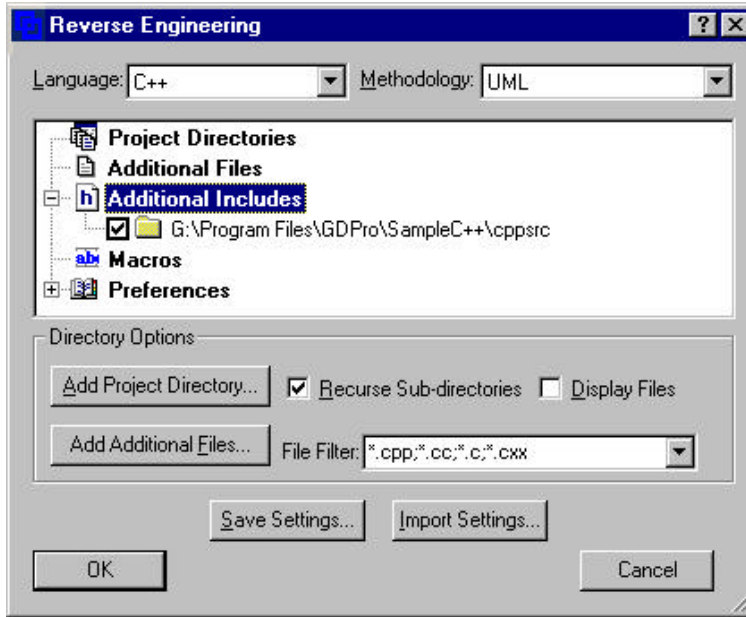 Reverse Engineering
Language: C++ Methodology: UML
Project Directories
Additional Files
h Additional Includes
G:\Program Files\GDPro\SampleC++\cppsrc
ab Macros
Preferences
Directory Options
Add Project Directory... Recurse Sub-directories Display Files
Add Additional Files... File Filter: *.cpp;*.cc;*.c;*.cxx
Save Settings... Import Settings...
OK Cancel